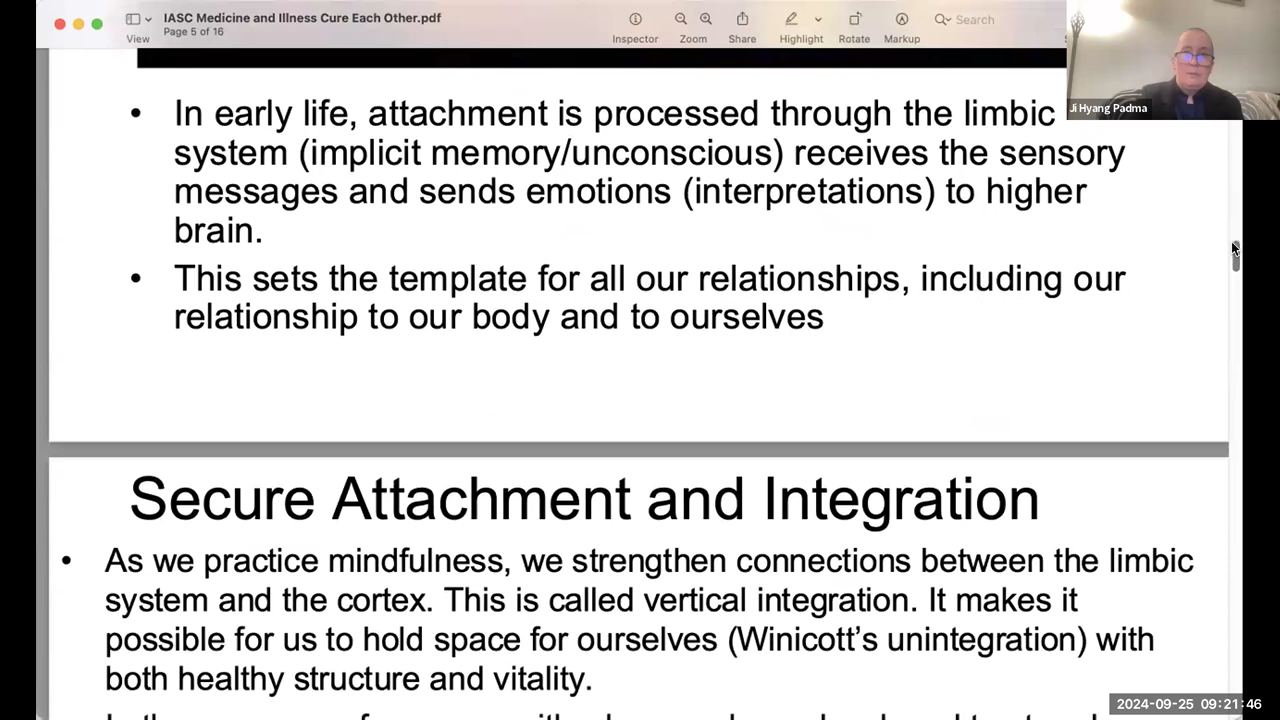 IASC Medicine and Illness Cure Each Other.pdf
Page 5 of 16
View
Inspector
Zoom
Share
Highlight
Rotate
Markup
Search
Ji Hyang Padma
• In early life, attachment is processed through the limbic
system (implicit memory/unconscious) receives the sensory
messages and sends emotions (interpretations) to higher
brain.
• This sets the template for all our relationships, including our
relationship to our body and to ourselves
Secure Attachment and Integration
• As we practice mindfulness, we strengthen connections between the limbic
system and the cortex. This is called vertical integration. It makes it
possible for us to hold space for ourselves (Winicott's unintegration) with
both healthy structure and vitality.
2024-09-25 09:21:46